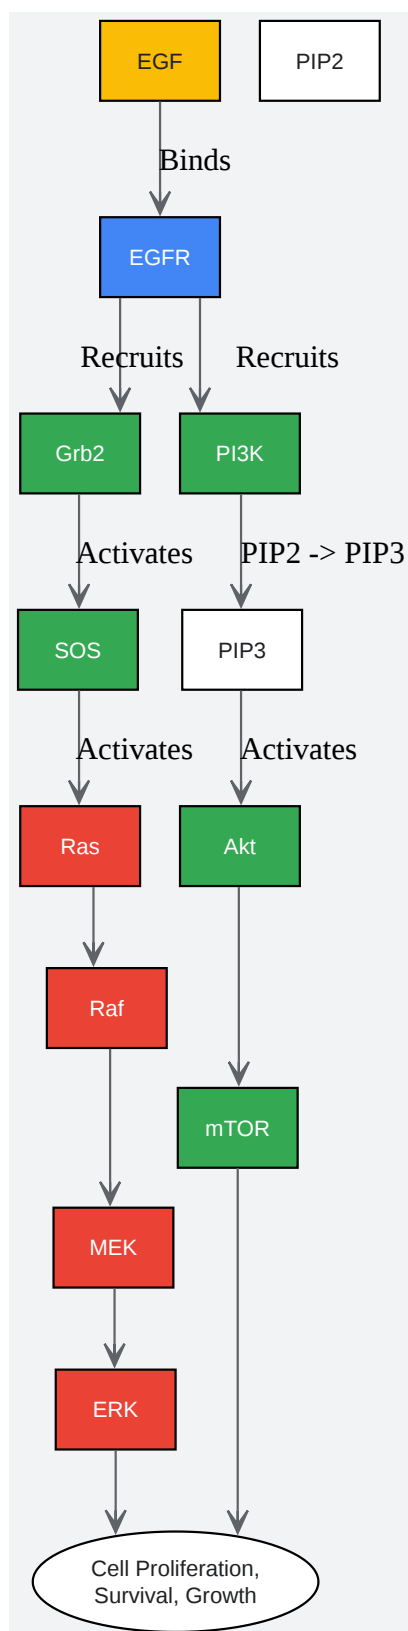 EGF
PIP2
Binds
EGFR
Recruits
Recruits
Grb2
PI3K
Activates
PIP2 -> PIP3
SOS
PIP3
Activates
Activates
Ras
Akt
Raf
mTOR
MEK
ERK
Cell Proliferation,
Survival, Growth